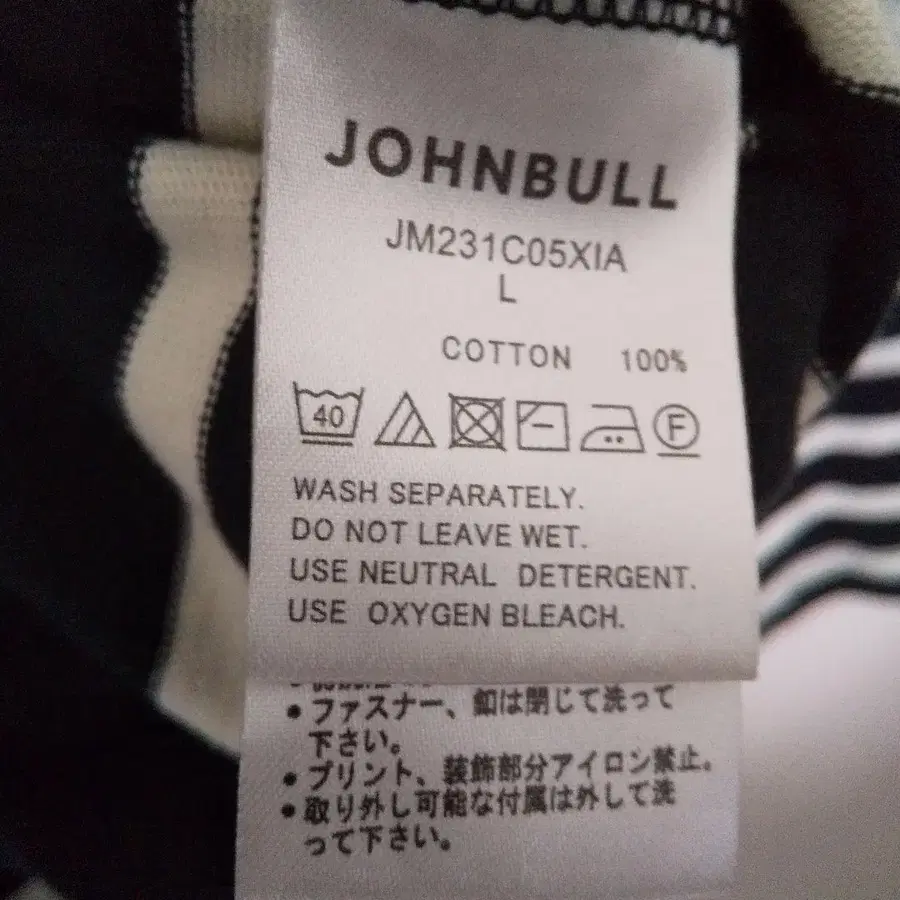 JOHNBULL
JM231C05XIA
L
COTTON 100%
40 F
WASH SEPARATELY.
DO NOT LEAVE WET.
USE NEUTRAL DETERGENT.
USE OXYGEN BLEACH.
●ファスナー、釦は閉じて洗って
下さい。
●プリント、装飾部分アイロン禁止。
●取り外し可能な付属は外して洗
って下さい。